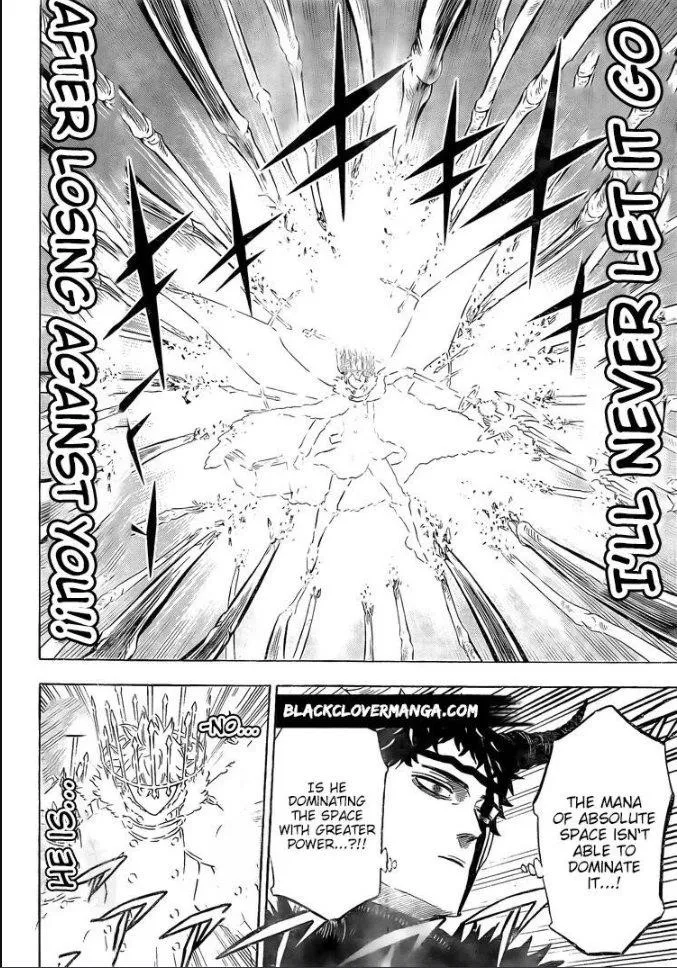 I'LL NEVER LET IT GO
AFTER LOSING AGAINST YOU!!!
THE MANA
OF ABSOLUTE
SPACE ISN'T
ABLE TO
DOMINATE
IT...!
BLACKCLOVERMANGA.COM
IS HE
DOMINATING
THE SPACE
WITH GREATER
POWER...?!!
-NO...
HE IS...